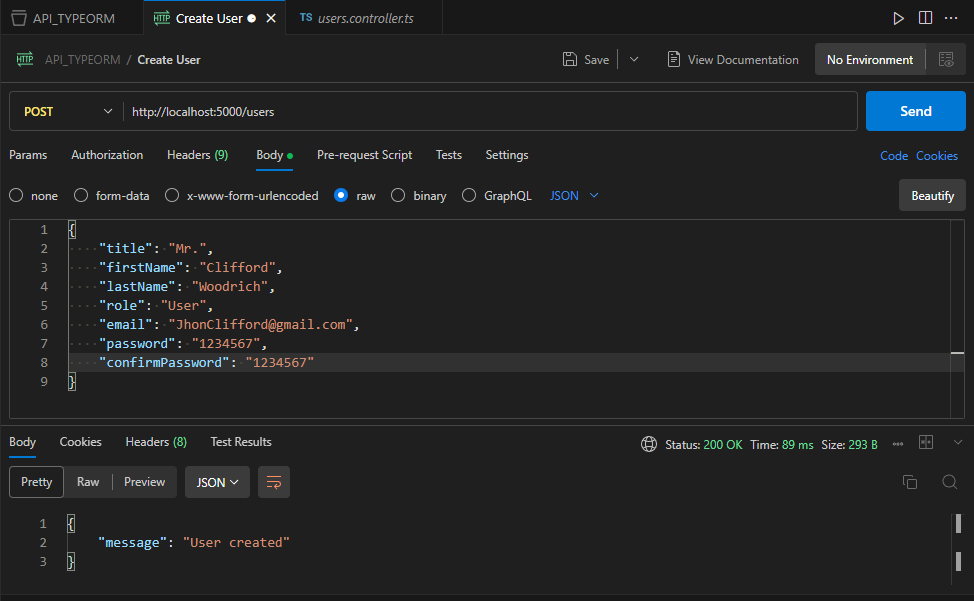 API_TYPEORM
HTTP Create User
TS users.controller.ts
HTTP API_TYPEORM / Create User
Save
View Documentation
No Environment
POST
http://localhost:5000/users
Send
Params
Authorization
Headers (9)
Body
Pre-request Script
Tests
Settings
Code
Cookies
none
form-data
x-www-form-urlencoded
raw
binary
GraphQL
JSON
Beautify
1 {
2 ····"title":·"Mr.",
3 ····"firstName":·"Clifford",
4 ····"lastName":·"Woodrich",
5 ····"role":·"User",
6 ····"email":·"JhonClifford@gmail.com",
7 ····"password":·"1234567",
8 ····"confirmPassword":·"1234567"
9 }
Body
Cookies
Headers (8)
Test Results
Status: 200 OK Time: 89 ms Size: 293 B
Pretty
Raw
Preview
JSON
1 {
2 "message": "User created"
3 }